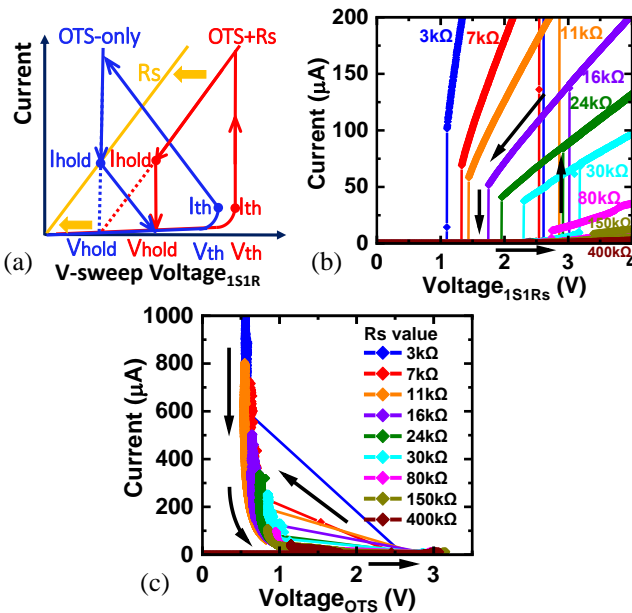 OTS-only
OTS+Rs
Rs
Ihold
Ihold
Ith
Ith
Vhold
Vhold
Vth
Vth
Current
V-sweep Voltage1S1R
(a)
200
150
100
50
0
Current (μA)
3kΩ
7kΩ
11kΩ
16kΩ
24kΩ
30kΩ
80kΩ
150kΩ
400kΩ
0 1 2 3 4
Voltage1S1Rs (V)
(b)
1000
800
600
400
200
0
Current (μA)
Rs value
3kΩ
7kΩ
11kΩ
16kΩ
24kΩ
30kΩ
80kΩ
150kΩ
400kΩ
0 1 2 3
VoltageOTS (V)
(c)